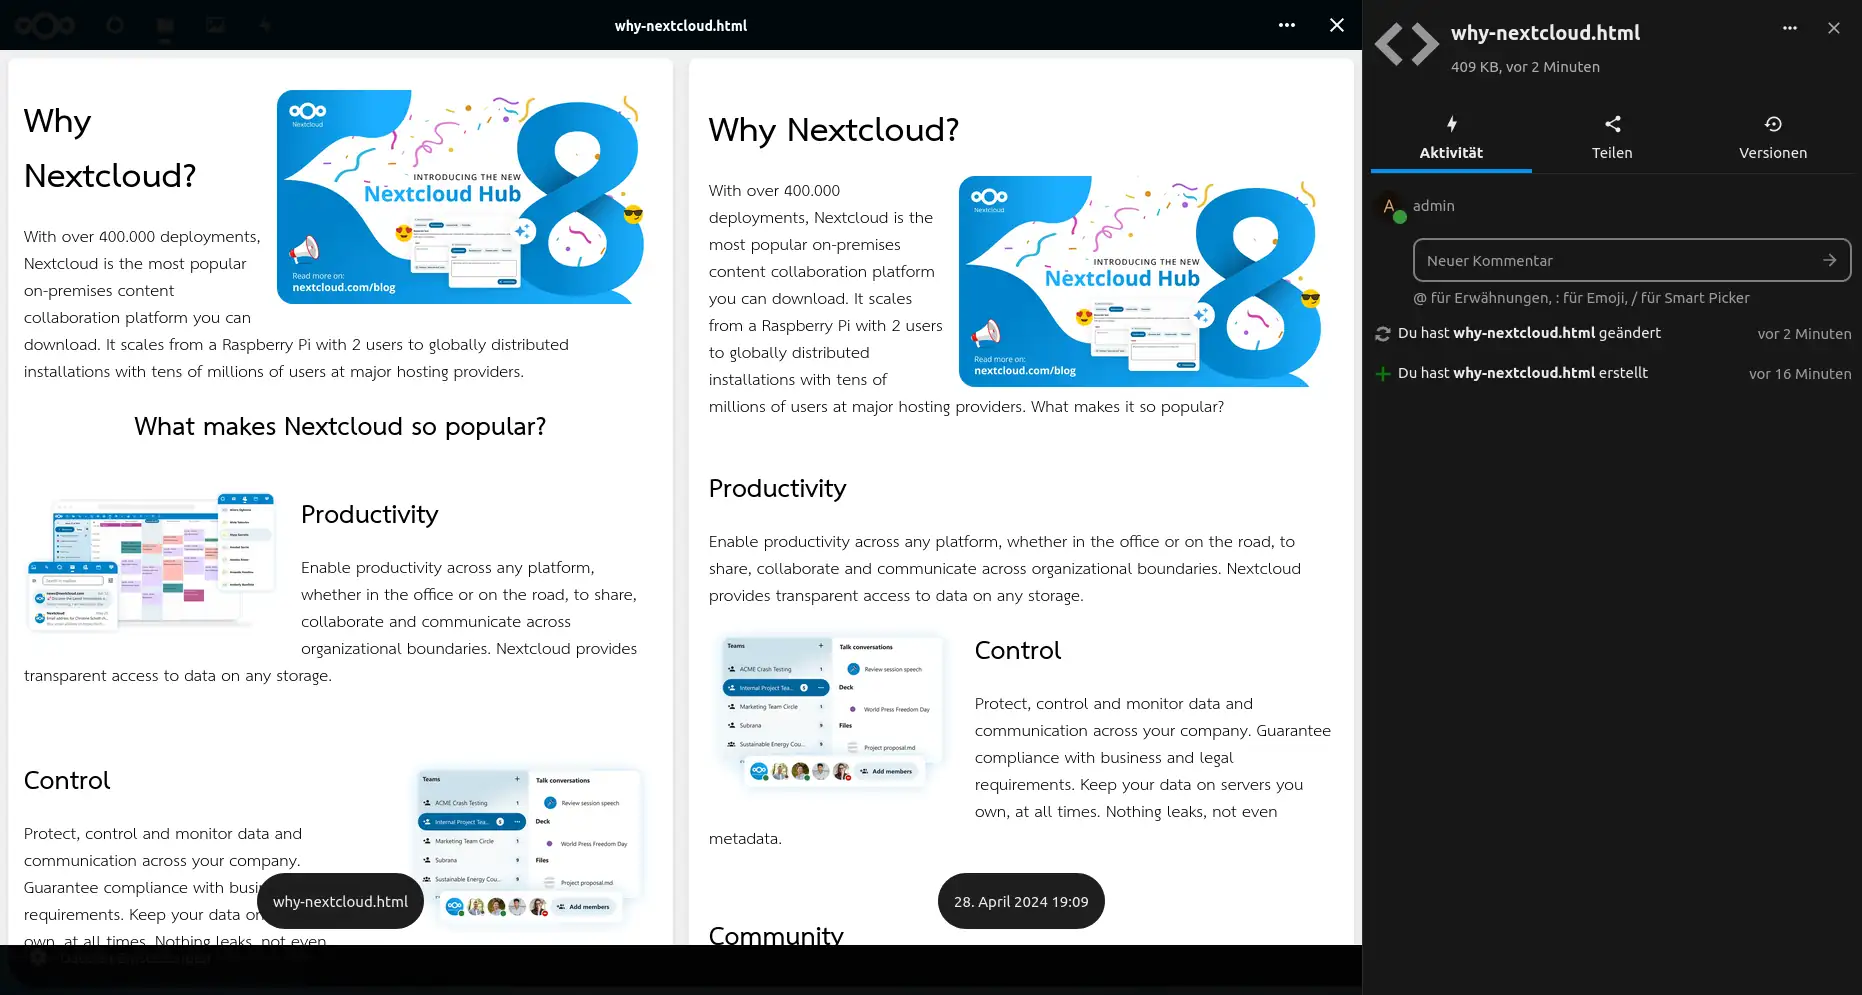 why-nextcloud.html
Why
Nextcloud?
Nextcloud
INTRODUCING THE NEW
Nextcloud Hub
Read more on:
nextcloud.com/blog
With over 400.000 deployments,
Nextcloud is the most popular
on-premises content
collaboration platform you can
download. It scales from a Raspberry Pi with 2 users to globally distributed
installations with tens of millions of users at major hosting providers.
What makes Nextcloud so popular?
Productivity
Enable productivity across any platform,
whether in the office or on the road, to share,
collaborate and communicate across
organizational boundaries. Nextcloud provides
transparent access to data on any storage.
Control
Protect, control and monitor data and
communication across your company.
Guarantee compliance with
requirements. Keep your data on
own, at all times. Nothing leaks, not even
Teams +
ACME Crash Testing 1
Internal Project Tea...
Marketing Team Circle 1
Subrana 9
Sustainable Energy Cou...
Talk conversations
Review session speech
Deck
World Press Freedom Day
Files
Project proposal.md
Add members
why-nextcloud.html
Why Nextcloud?
With over 400.000
deployments, Nextcloud is the
most popular on-premises
content collaboration platform
you can download. It scales
from a Raspberry Pi with 2 users
to globally distributed
installations with tens of
millions of users at major hosting providers. What makes it so popular?
Nextcloud
INTRODUCING THE NEW
Nextcloud Hub
Read more on:
nextcloud.com/blog
Productivity
Enable productivity across any platform, whether in the office or on the road, to
share, collaborate and communicate across organizational boundaries. Nextcloud
provides transparent access to data on any storage.
Teams +
ACME Crash Testing 1
Internal Project Tea...
Marketing Team Circle 1
Subrana 9
Sustainable Energy Cou...
Talk conversations
Review session speech
Deck
World Press Freedom Day
Files
Project proposal.md
Add members
Control
Protect, control and monitor data and
communication across your company. Guarantee
compliance with business and legal
requirements. Keep your data on servers you
own, at all times. Nothing leaks, not even
metadata.
28. April 2024 19:09
Community
why-nextcloud.html
409 KB, vor 2 Minuten
Aktivität
Teilen
Versionen
A admin
Neuer Kommentar
@ für Erwähnungen, : für Emoji, / für Smart Picker
Du hast why-nextcloud.html geändert vor 2 Minuten
Du hast why-nextcloud.html erstellt vor 16 Minuten